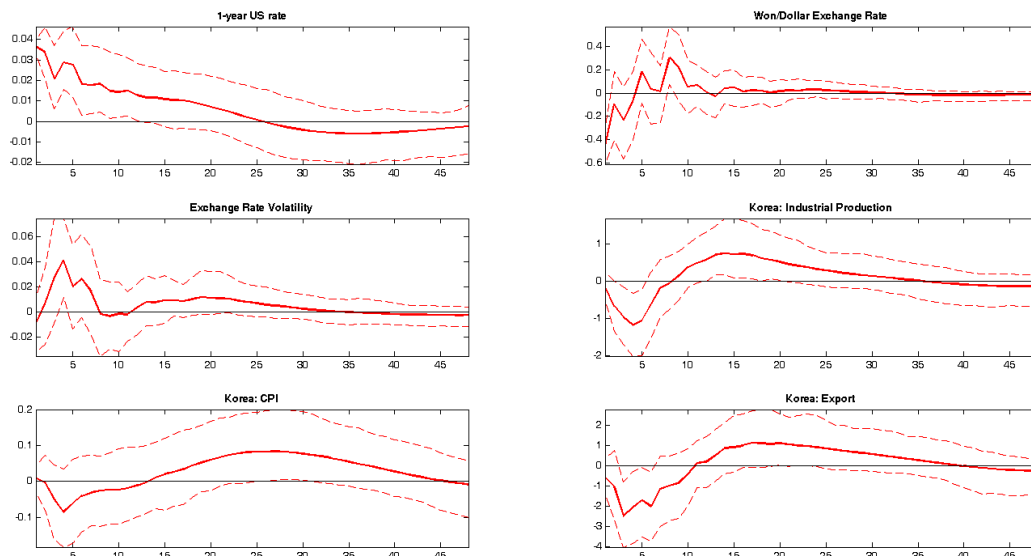 1-year US rate
0.04
0.03
0.02
0.01
0
-0.01
-0.02
5 10 15 20 25 30 35 40 45
Won/Dollar Exchange Rate
0.4
0.2
0
-0.2
-0.4
-0.6
5 10 15 20 25 30 35 40 45
Exchange Rate Volatility
0.06
0.04
0.02
0
-0.02
5 10 15 20 25 30 35 40 45
Korea: Industrial Production
1
0
-1
-2
5 10 15 20 25 30 35 40 45
Korea: CPI
0.2
0.1
0
-0.1
5 10 15 20 25 30 35 40 45
Korea: Export
2
1
0
-1
-2
-3
-4
5 10 15 20 25 30 35 40 45